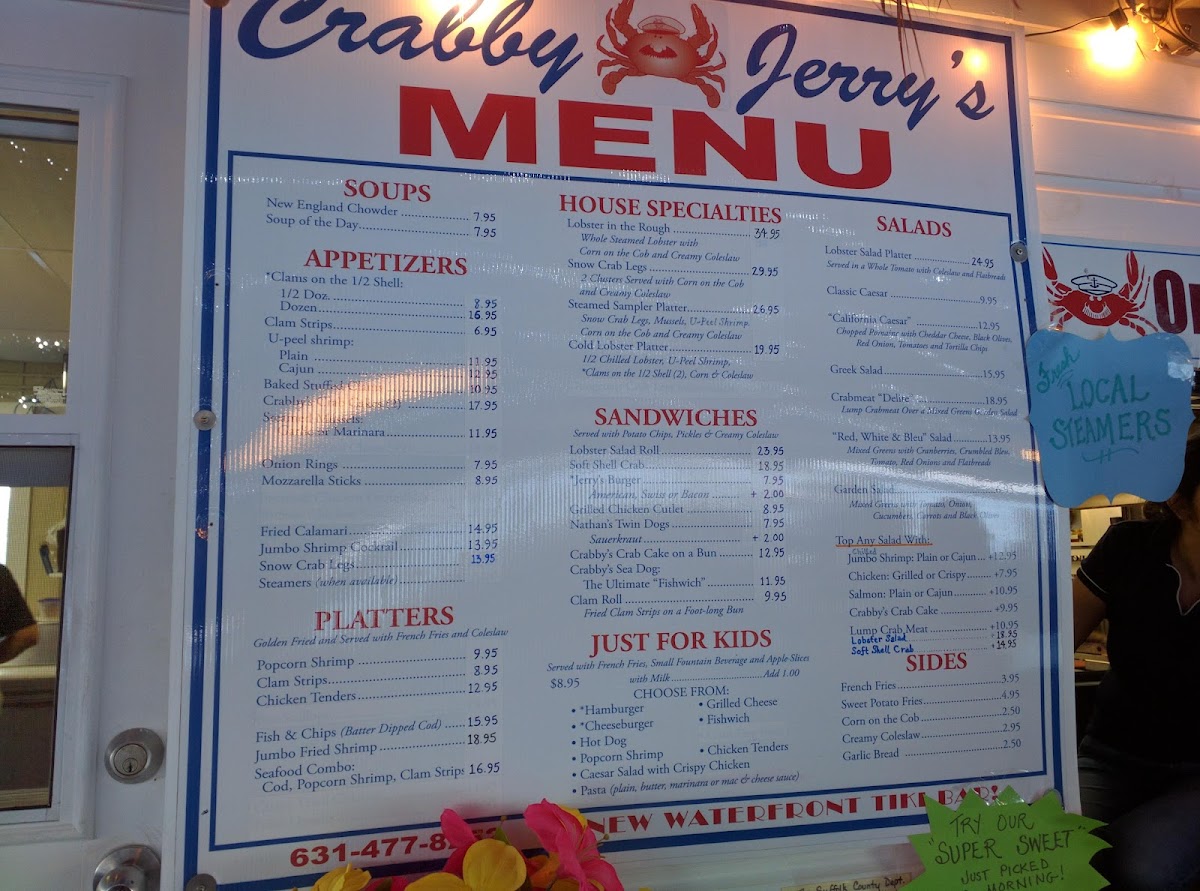 Crabby Jerry's
MENU
SOUPS
New England Chowder 7.95
Soup of the Day 7.95
APPETIZERS
*Clams on the 1/2 Shell:
1/2 Doz. 8.95
Dozen 16.95
Clam Strips 6.95
U-peel shrimp:
Plain 11.95
Cajun 12.95
Baked Stuffed 10.95
Crabby's 17.95
or Marinara 11.95
Onion Rings 7.95
Mozzarella Sticks 8.95
Fried Calamari 14.95
Jumbo Shrimp Cocktail 13.95
Snow Crab Legs 13.95
Steamers (when available)
PLATTERS
Golden Fried and Served with French Fries and Coleslaw
Popcorn Shrimp 9.95
Clam Strips 8.95
Chicken Tenders 12.95
Fish & Chips (Batter Dipped Cod) 15.95
Jumbo Fried Shrimp 18.95
Seafood Combo:
Cod, Popcorn Shrimp, Clam Strips 16.95
631-477-8
HOUSE SPECIALTIES
Lobster in the Rough 34.95
Whole Steamed Lobster with
Corn on the Cob and Creamy Coleslaw
Snow Crab Legs 29.95
2 Clusters Served with Corn on the Cob
and Creamy Coleslaw
Steamed Sampler Platter 26.95
Snow Crab Legs, Mussels, U-Peel Shrimp,
Corn on the Cob and Creamy Coleslaw
Cold Lobster Platter 19.95
1/2 Chilled Lobster, U-Peel Shrimp,
*Clams on the 1/2 Shell (2), Corn & Coleslaw
SANDWICHES
Served with Potato Chips, Pickles & Creamy Coleslaw
Lobster Salad Roll 23.95
Soft Shell Crab 18.95
*Jerry's Burger 7.95
American, Swiss or Bacon + 2.00
Grilled Chicken Cutlet 8.95
Nathan's Twin Dogs 7.95
Sauerkraut + 2.00
Crabby's Crab Cake on a Bun 12.95
Crabby's Sea Dog:
The Ultimate "Fishwich" 11.95
Clam Roll 9.95
Fried Clam Strips on a Foot-long Bun
JUST FOR KIDS
Served with French Fries, Small Fountain Beverage and Apple Slices
$8.95 with Milk Add 1.00
CHOOSE FROM:
• *Hamburger
• *Cheeseburger
• Hot Dog
• Popcorn Shrimp
• Caesar Salad with Crispy Chicken
• Pasta (plain, butter, marinara or mac & cheese sauce)
• Grilled Cheese
• Fishwich
• Chicken Tenders
NEW WATERFRONT TIKI BAR!
SALADS
Lobster Salad Platter 24.95
Served in a Whole Tomato with Coleslaw and Flatbreads
Classic Caesar 9.95
"California Caesar" 12.95
Chopped Romaine with Cheddar Cheese, Black Olives,
Red Onion, Tomatoes and Tortilla Chips
Greek Salad 15.95
Crabmeat "Delite" 18.95
Lump Crabmeat Over a Mixed Greens Garden Salad
"Red, White & Bleu" Salad 13.95
Mixed Greens with Cranberries, Crumbled Bleu,
Tomato, Red Onions and Flatbreads
Garden Salad
Mixed Greens with Tomato, Onion,
Cucumbers, Carrots and Black Olives
Top Any Salad With:
Chilled
Jumbo Shrimp: Plain or Cajun +12.95
Chicken: Grilled or Crispy +7.95
Salmon: Plain or Cajun +10.95
Crabby's Crab Cake +9.95
Lump Crab Meat +10.95
Lobster Salad +18.95
Soft Shell Crab +14.95
SIDES
French Fries 3.95
Sweet Potato Fries 4.95
Corn on the Cob 2.50
Creamy Coleslaw 2.95
Garlic Bread 2.50
Fresh
LOCAL
STEAMERS
TRY OUR
"SUPER SWEET"
JUST PICKED
MORNING!
Suffolk County Dept.